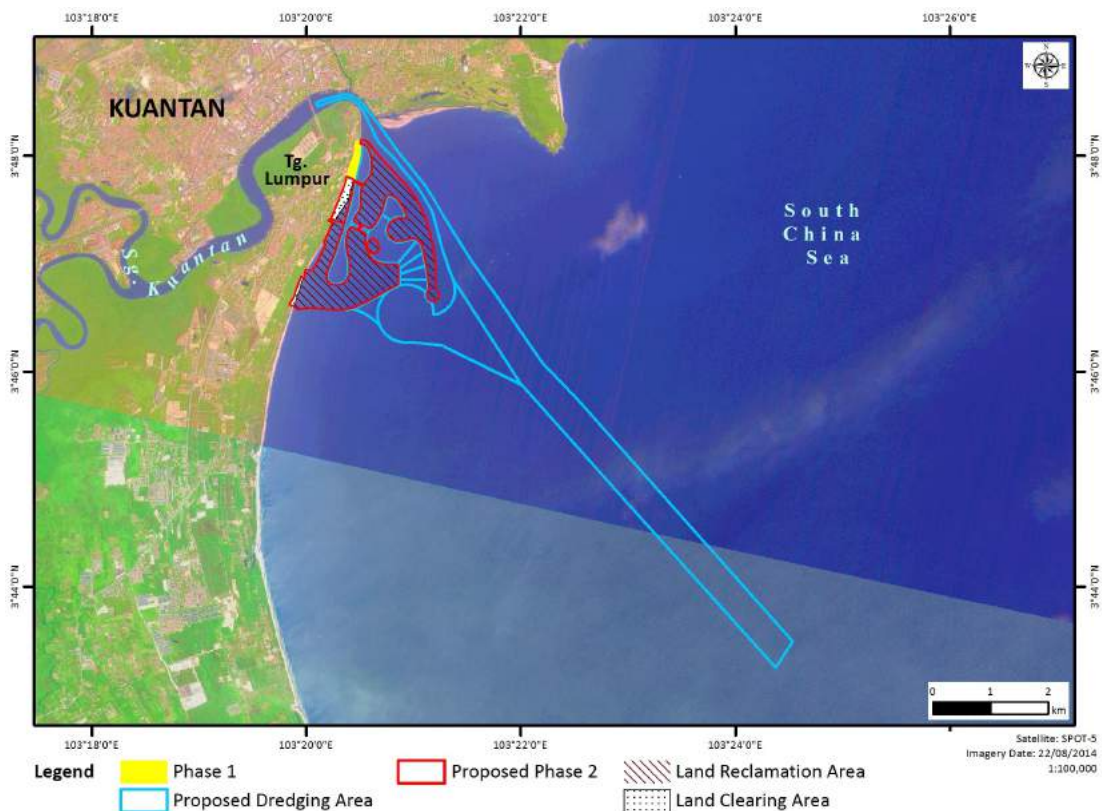 103°18'0"E 103°20'0"E 103°22'0"E 103°24'0"E 103°26'0"E
N
W E
S
KUANTAN
3°48'0"N 3°48'0"N
Tg.
Lumpur
South
China
Sea
Sg. Kuantan
3°46'0"N 3°46'0"N
3°44'0"N 3°44'0"N
0 1 2
km
103°18'0"E 103°20'0"E 103°22'0"E 103°24'0"E 103°26'0"E
Satellite: SPOT-5
Imagery Date: 22/08/2014
1:100,000
Legend Phase 1 Proposed Phase 2 Land Reclamation Area
Proposed Dredging Area Land Clearing Area